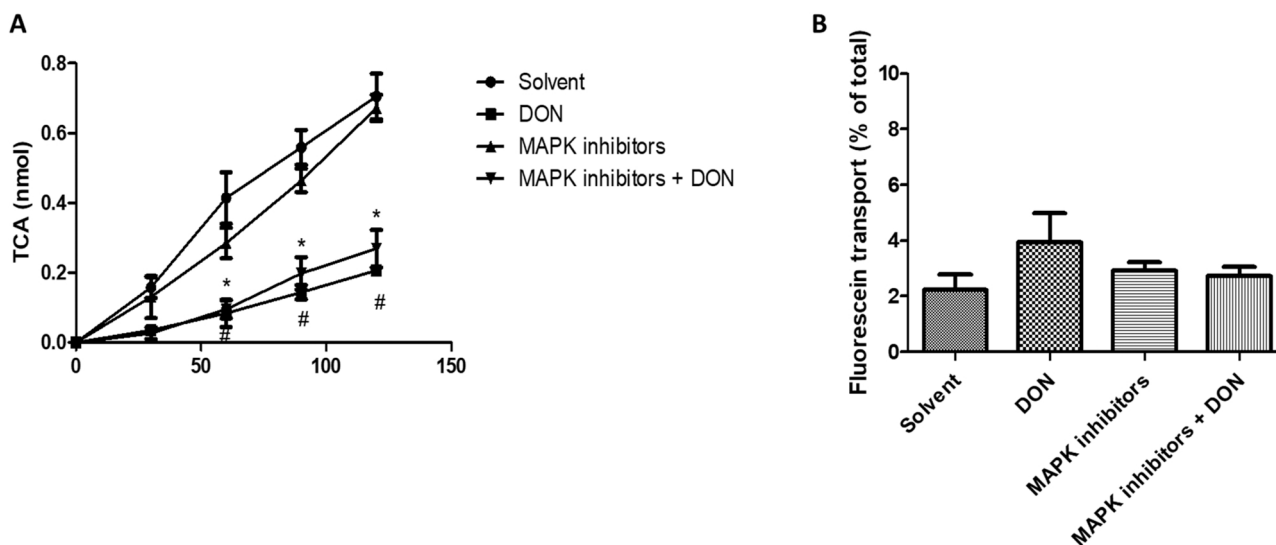 A
TCA (nmol)
0.8
0.6
0.4
0.2
0.0
0
50
100
150
*
*
*
#
#
#
Solvent
DON
MAPK inhibitors
MAPK inhibitors + DON
B
Fluorescein transport (% of total)
10
8
6
4
2
0
Solvent
DON
MAPK inhibitors
MAPK inhibitors + DON